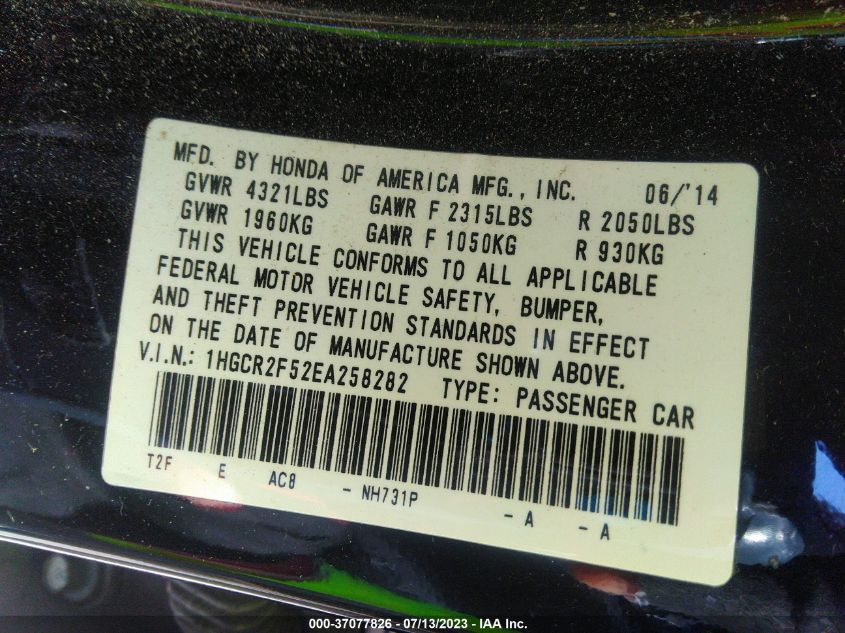 MFD. BY HONDA OF AMERICA MFG., INC. 06/'14
GVWR 4321LBS GAWR F 2315LBS R 2050LBS
GVWR 1960KG GAWR F 1050KG R 930KG
THIS VEHICLE CONFORMS TO ALL APPLICABLE
FEDERAL MOTOR VEHICLE SAFETY, BUMPER,
AND THEFT PREVENTION STANDARDS IN EFFECT
ON THE DATE OF MANUFACTURE SHOWN ABOVE.
V.I.N.: 1HGCR2F52EA258282 TYPE: PASSENGER CAR
T2F E AC8 - NH731P - A - A
000-37077826 - 07/13/2023 - IAA Inc.